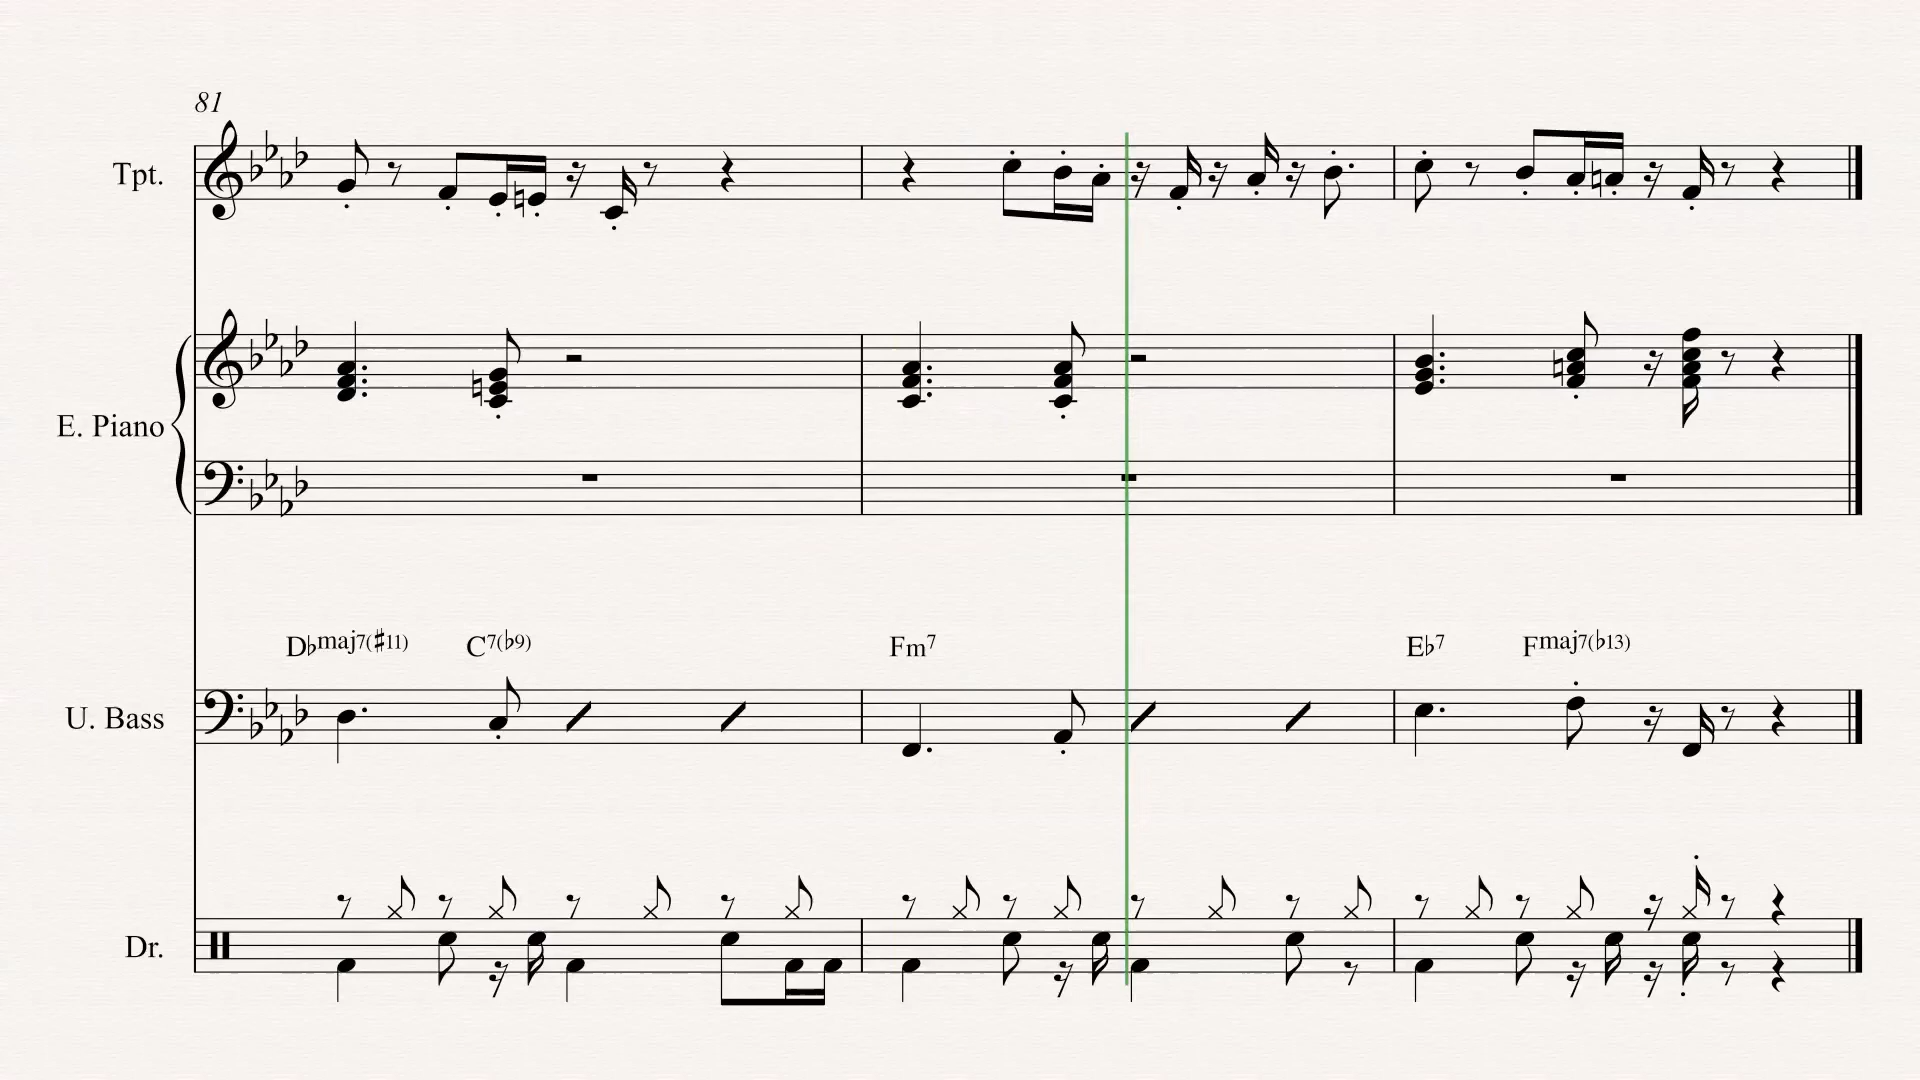 81
Tpt.
E. Piano
D♭maj7(♯11) C7(♭9) Fm7 E♭7 Fmaj7(♭13)
U. Bass
Dr.